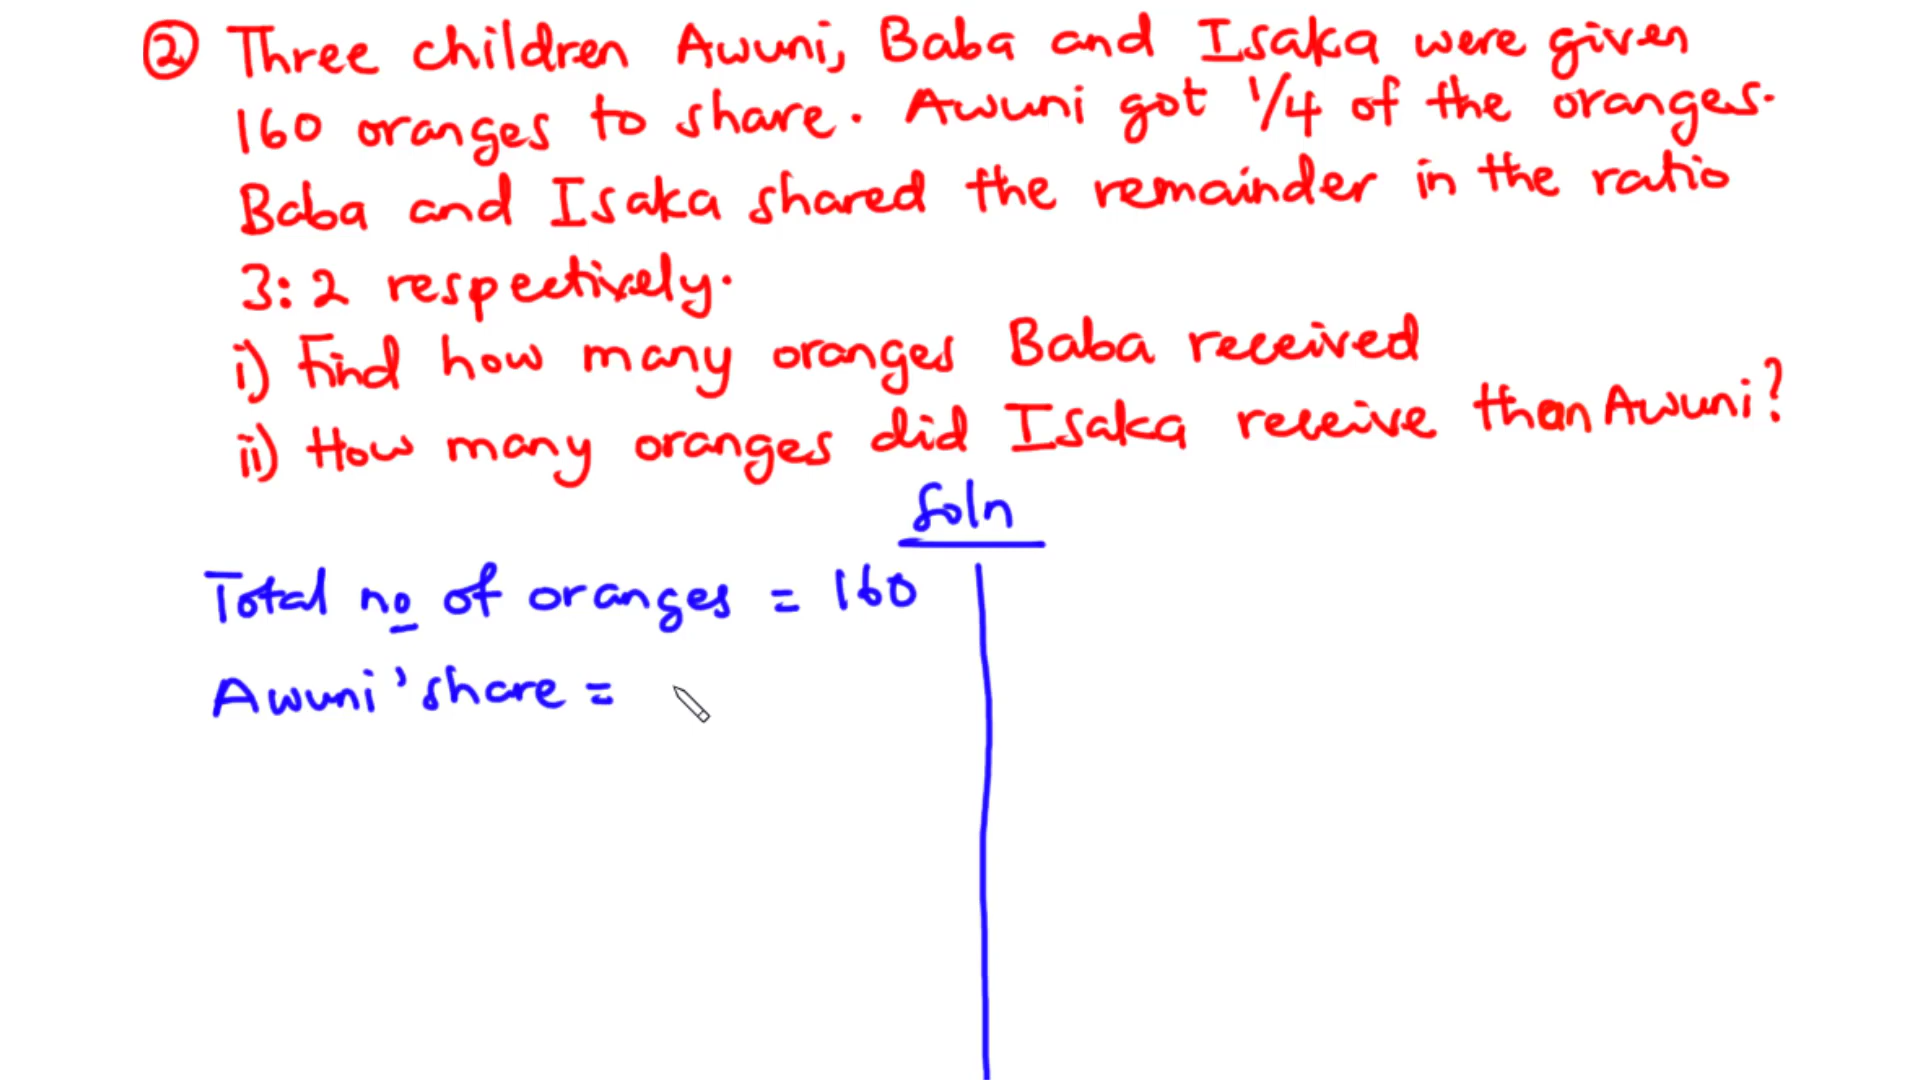 ② Three children Awuni, Baba and Isaka were given
160 oranges to share. Awuni got 1/4 of the oranges.
Baba and Isaka shared the remainder in the ratio
3:2 respectively.
i) Find how many oranges Baba received
ii) How many oranges did Isaka receive than Awuni?
Soln
Total no of oranges = 160
Awuni' share =